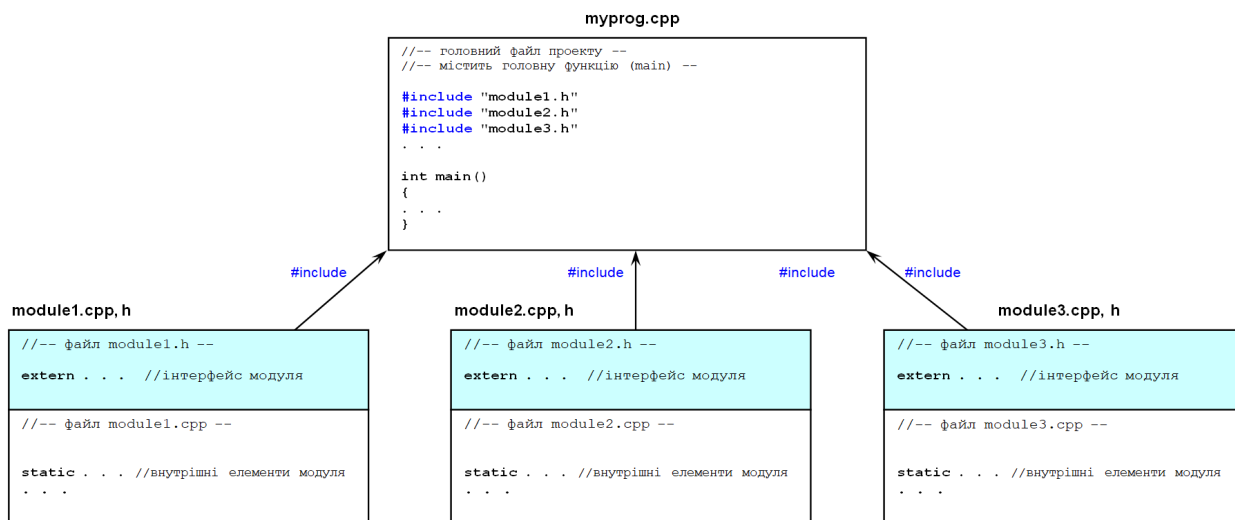 myprog.cpp
//-- головний файл проекту --
//-- містить головну функцію (main) --
#include "module1.h"
#include "module2.h"
#include "module3.h"
. . .
int main()
{
. . .
}
#include
#include
#include
#include
module1.cpp, h
//-- файл module1.h --
extern . . . //інтерфейс модуля
//-- файл module1.cpp --
static . . . //внутрішні елементи модуля
. . .
module2.cpp, h
//-- файл module2.h --
extern . . . //інтерфейс модуля
//-- файл module2.cpp --
static . . . //внутрішні елементи модуля
. . .
module3.cpp, h
//-- файл module3.h --
extern . . . //інтерфейс модуля
//-- файл module3.cpp --
static . . . //внутрішні елементи модуля
. . .